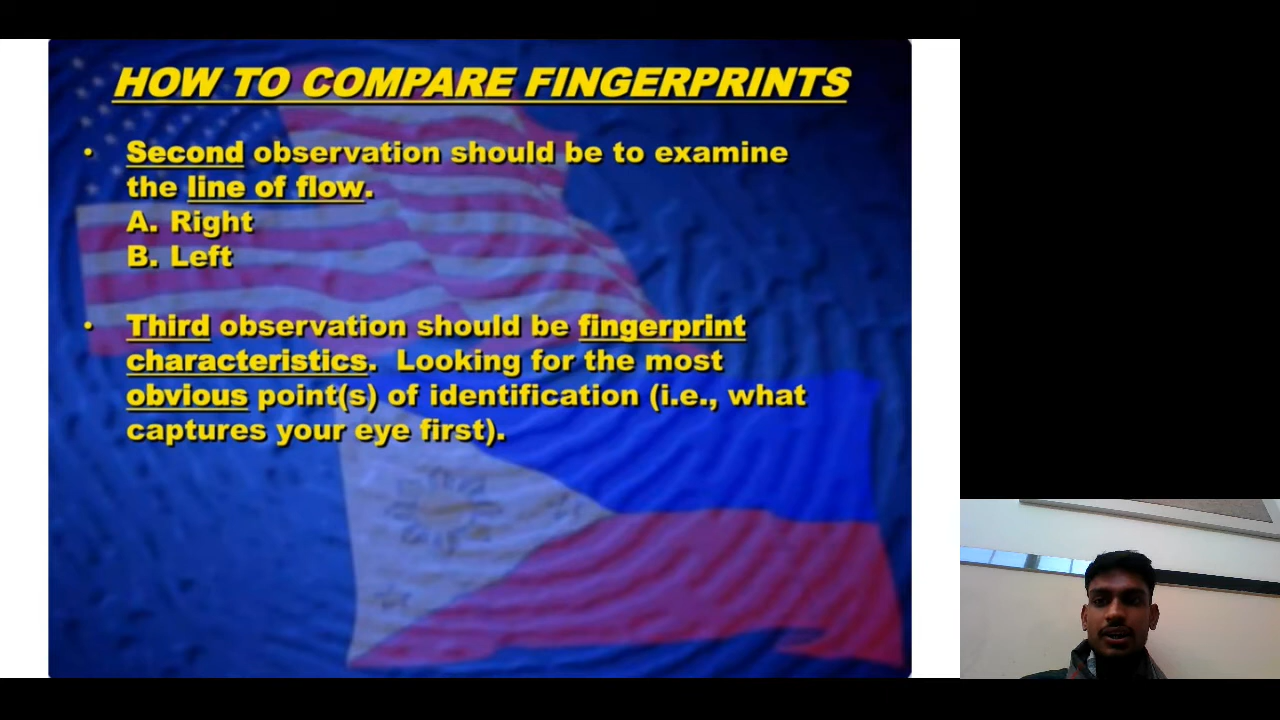 HOW TO COMPARE FINGERPRINTS
• Second observation should be to examine
the line of flow.
A. Right
B. Left
• Third observation should be fingerprint
characteristics. Looking for the most
obvious point(s) of identification (i.e., what
captures your eye first).